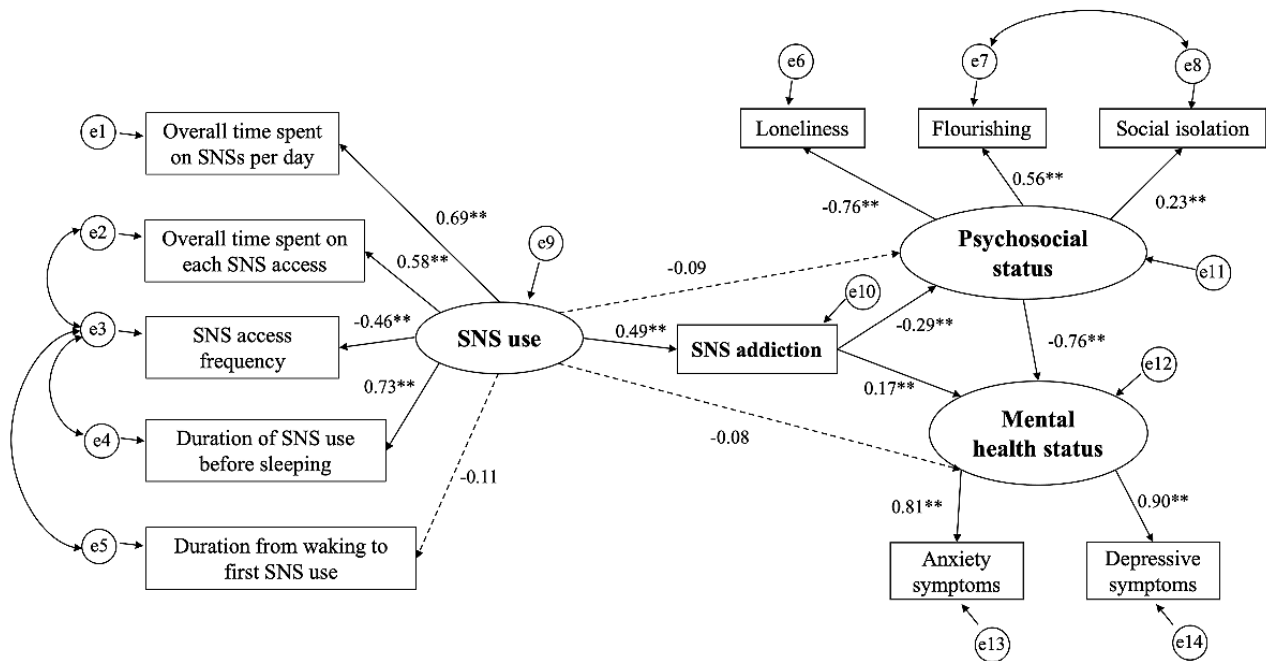 e1
Overall time spent
on SNSs per day
e2
Overall time spent on
each SNS access
e3
SNS access
frequency
e4
Duration of SNS use
before sleeping
e5
Duration from waking to
first SNS use
0.69**
0.58**
-0.46**
0.73**
-0.11
e9
SNS use
-0.09
0.49**
-0.08
e10
SNS addiction
-0.29**
0.17**
e6
e7
e8
Loneliness
Flourishing
Social isolation
-0.76**
0.56**
0.23**
Psychosocial
status
e11
-0.76**
e12
Mental
health status
0.81**
0.90**
Anxiety
symptoms
Depressive
symptoms
e13
e14